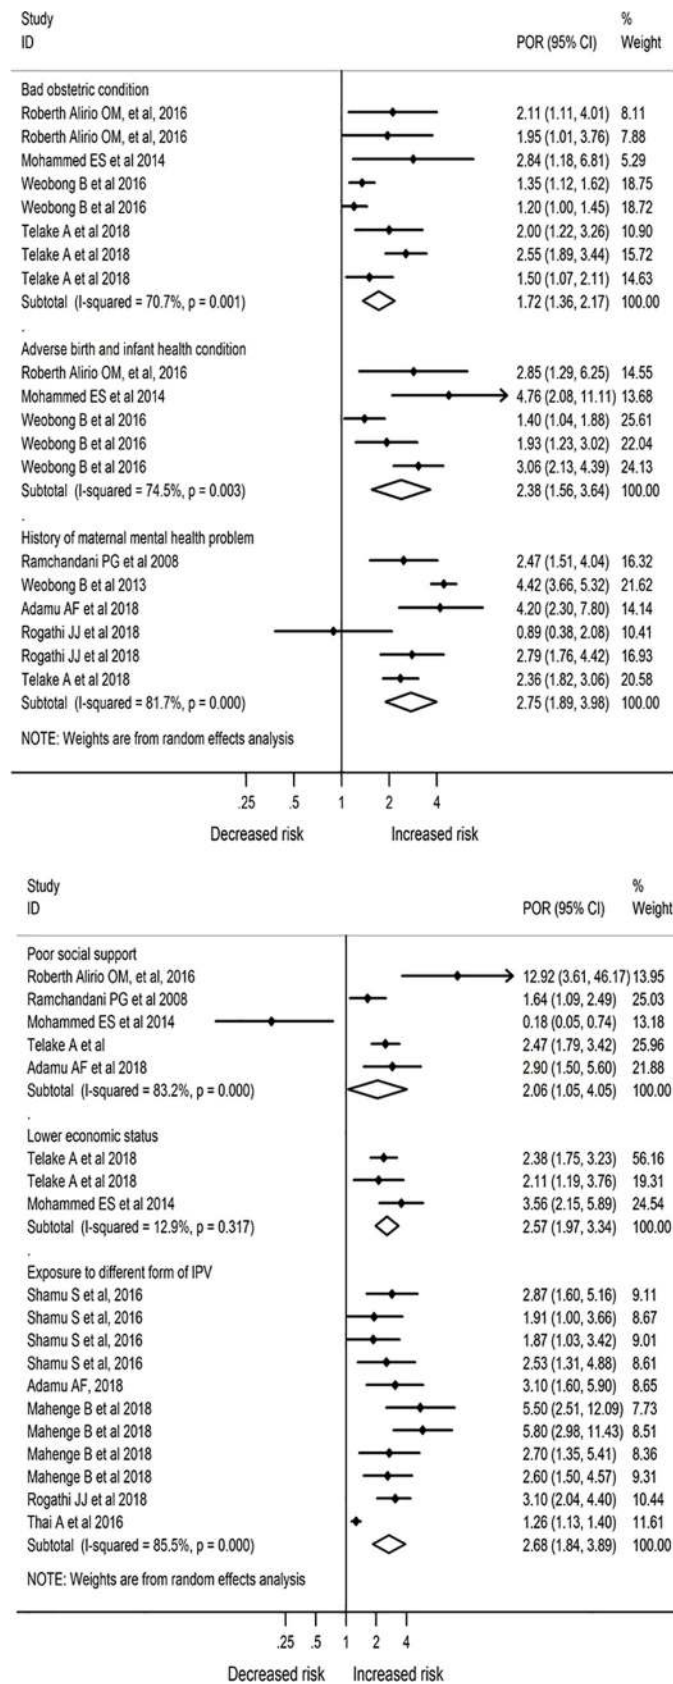 Study %
ID POR (95% CI) Weight
Bad obstetric condition
Roberth Alirio OM, et al, 2016 2.11 (1.11, 4.01) 8.11
Roberth Alirio OM, et al, 2016 1.95 (1.01, 3.76) 7.88
Mohammed ES et al 2014 2.84 (1.18, 6.81) 5.29
Weobong B et al 2016 1.35 (1.12, 1.62) 18.75
Weobong B et al 2016 1.20 (1.00, 1.45) 18.72
Telake A et al 2018 2.00 (1.22, 3.26) 10.90
Telake A et al 2018 2.55 (1.89, 3.44) 15.72
Telake A et al 2018 1.50 (1.07, 2.11) 14.63
Subtotal (I-squared = 70.7%, p = 0.001) 1.72 (1.36, 2.17) 100.00
.
Adverse birth and infant health condition
Roberth Alirio OM, et al, 2016 2.85 (1.29, 6.25) 14.55
Mohammed ES et al 2014 4.76 (2.08, 11.11) 13.68
Weobong B et al 2016 1.40 (1.04, 1.88) 25.61
Weobong B et al 2016 1.93 (1.23, 3.02) 22.04
Weobong B et al 2016 3.06 (2.13, 4.39) 24.13
Subtotal (I-squared = 74.5%, p = 0.003) 2.38 (1.56, 3.64) 100.00
.
History of maternal mental health problem
Ramchandani PG et al 2008 2.47 (1.51, 4.04) 16.32
Weobong B et al 2013 4.42 (3.66, 5.32) 21.62
Adamu AF et al 2018 4.20 (2.30, 7.80) 14.14
Rogathi JJ et al 2018 0.89 (0.38, 2.08) 10.41
Rogathi JJ et al 2018 2.79 (1.76, 4.42) 16.93
Telake A et al 2018 2.36 (1.82, 3.06) 20.58
Subtotal (I-squared = 81.7%, p = 0.000) 2.75 (1.89, 3.98) 100.00
NOTE: Weights are from random effects analysis
.25 .5 1 2 4
Decreased risk Increased risk
Study %
ID POR (95% CI) Weight
Poor social support
Roberth Alirio OM, et al, 2016 12.92 (3.61, 46.17) 13.95
Ramchandani PG et al 2008 1.64 (1.09, 2.49) 25.03
Mohammed ES et al 2014 0.18 (0.05, 0.74) 13.18
Telake A et al 2.47 (1.79, 3.42) 25.96
Adamu AF et al 2018 2.90 (1.50, 5.60) 21.88
Subtotal (I-squared = 83.2%, p = 0.000) 2.06 (1.05, 4.05) 100.00
.
Lower economic status
Telake A et al 2018 2.38 (1.75, 3.23) 56.16
Telake A et al 2018 2.11 (1.19, 3.76) 19.31
Mohammed ES et al 2014 3.56 (2.15, 5.89) 24.54
Subtotal (I-squared = 12.9%, p = 0.317) 2.57 (1.97, 3.34) 100.00
.
Exposure to different form of IPV
Shamu S et al, 2016 2.87 (1.60, 5.16) 9.11
Shamu S et al, 2016 1.91 (1.00, 3.66) 8.67
Shamu S et al, 2016 1.87 (1.03, 3.42) 9.01
Shamu S et al, 2016 2.53 (1.31, 4.88) 8.61
Adamu AF, 2018 3.10 (1.60, 5.90) 8.65
Mahenge B et al 2018 5.50 (2.51, 12.09) 7.73
Mahenge B et al 2018 5.80 (2.98, 11.43) 8.51
Mahenge B et al 2018 2.70 (1.35, 5.41) 8.36
Mahenge B et al 2018 2.60 (1.50, 4.57) 9.31
Rogathi JJ et al 2018 3.10 (2.04, 4.40) 10.44
Thai A et al 2016 1.26 (1.13, 1.40) 11.61
Subtotal (I-squared = 85.5%, p = 0.000) 2.68 (1.84, 3.89) 100.00
NOTE: Weights are from random effects analysis
.25 .5 1 2 4
Decreased risk Increased risk